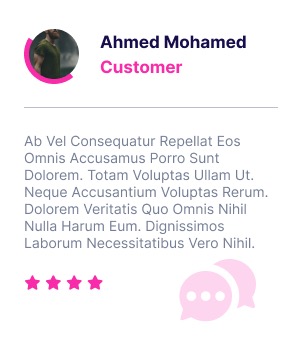 Ahmed Mohamed
Customer
Ab Vel Consequatur Repellat Eos
Omnis Accusamus Porro Sunt
Dolorem. Totam Voluptas Ullam Ut.
Neque Accusantium Voluptas Rerum.
Dolorem Veritatis Quo Omnis Nihil
Nulla Harum Eum. Dignissimos
Laborum Necessitatibus Vero Nihil.